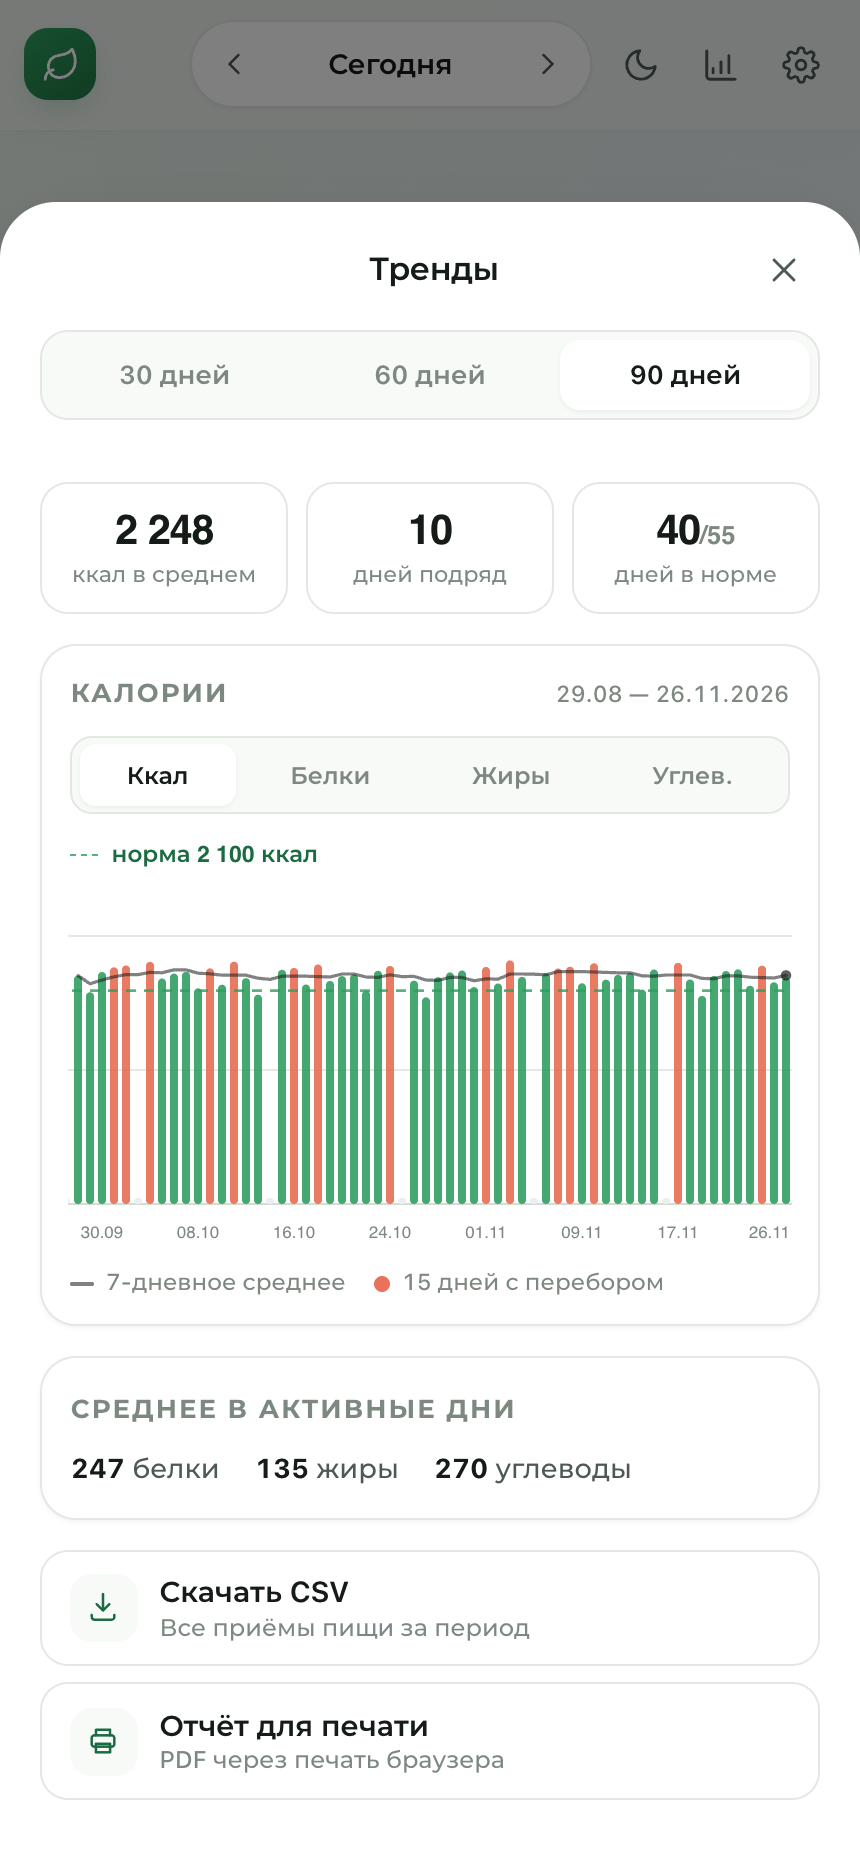 Сегодня
Тренды
30 дней
60 дней
90 дней
2 248
ккал в среднем
10
дней подряд
40/55
дней в норме
КАЛОРИИ
29.08 — 26.11.2026
Ккал
Белки
Жиры
Углев.
норма 2 100 ккал
30.09
08.10
16.10
24.10
01.11
09.11
17.11
26.11
7-дневное среднее
15 дней с перебором
СРЕДНЕЕ В АКТИВНЫЕ ДНИ
247 белки 135 жиры 270 углеводы
Скачать CSV
Все приёмы пищи за период
Отчёт для печати
PDF через печать браузера